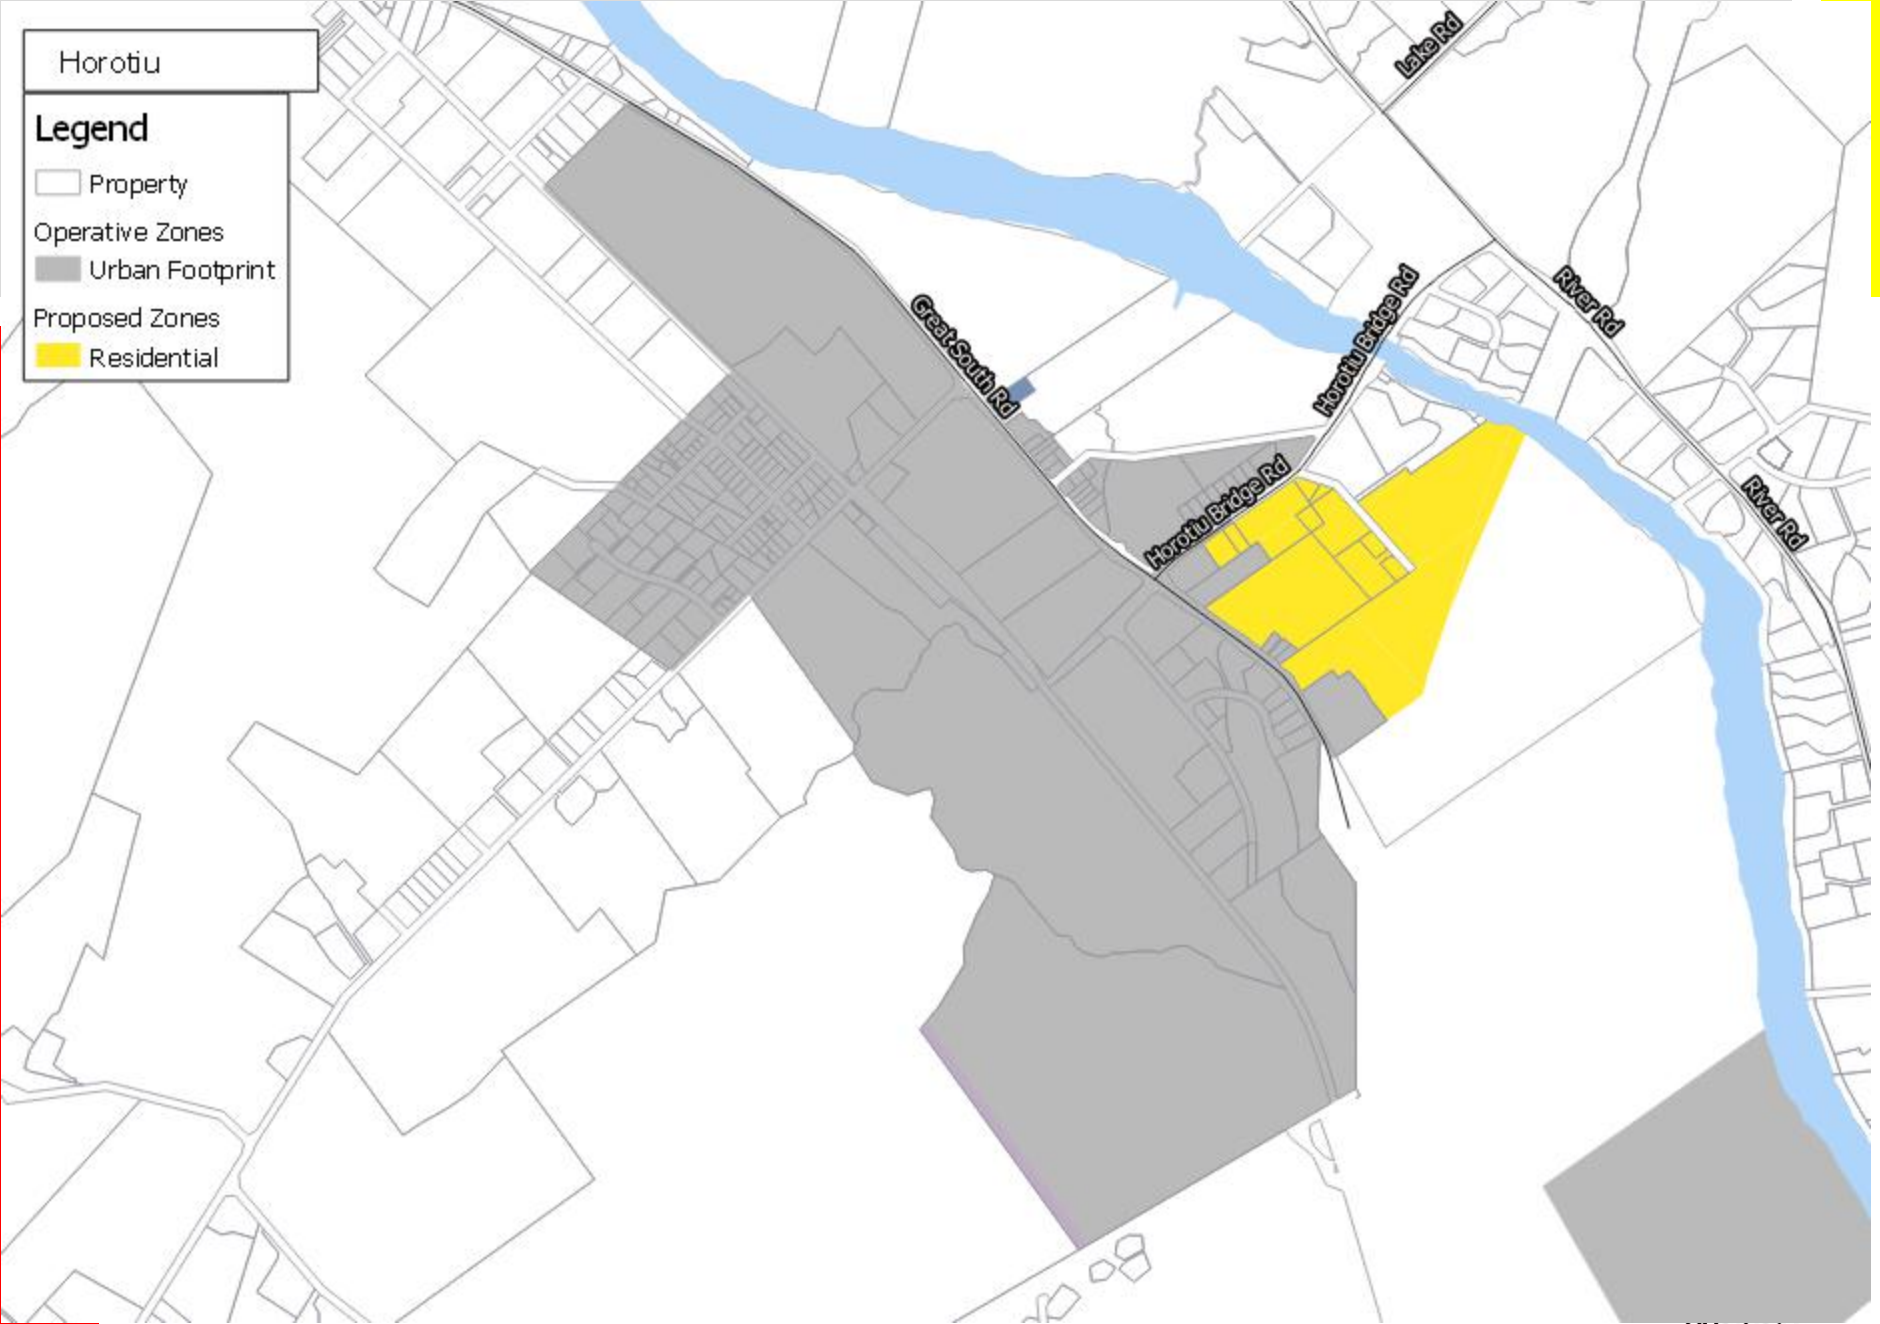 Horotiu
Legend
Property
Operative Zones
Urban Footprint
Proposed Zones
Residential
Lake Rd
River Rd
Great South Rd
Horotiu Bridge Rd
Horotiu Bridge Rd
River Rd